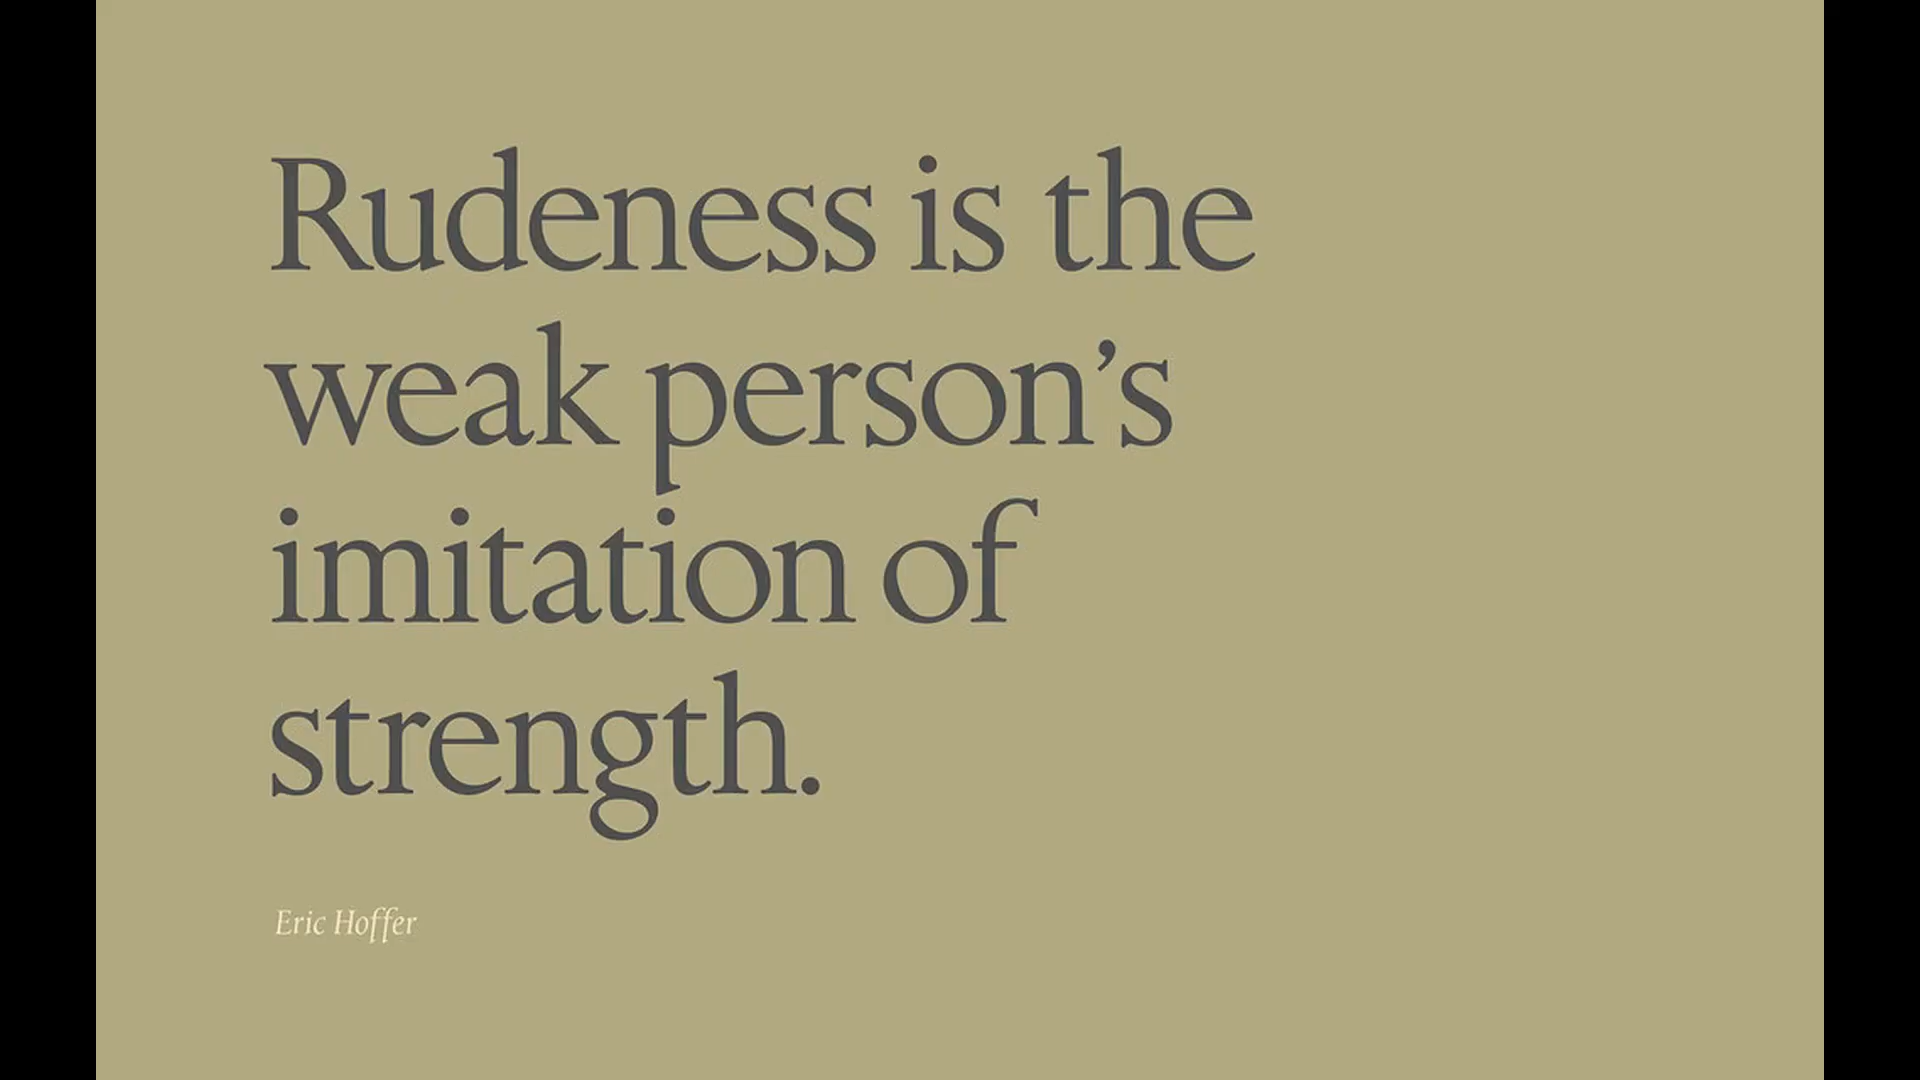 Rudeness is the
weak person’s
imitation of
strength.
Eric Hoffer